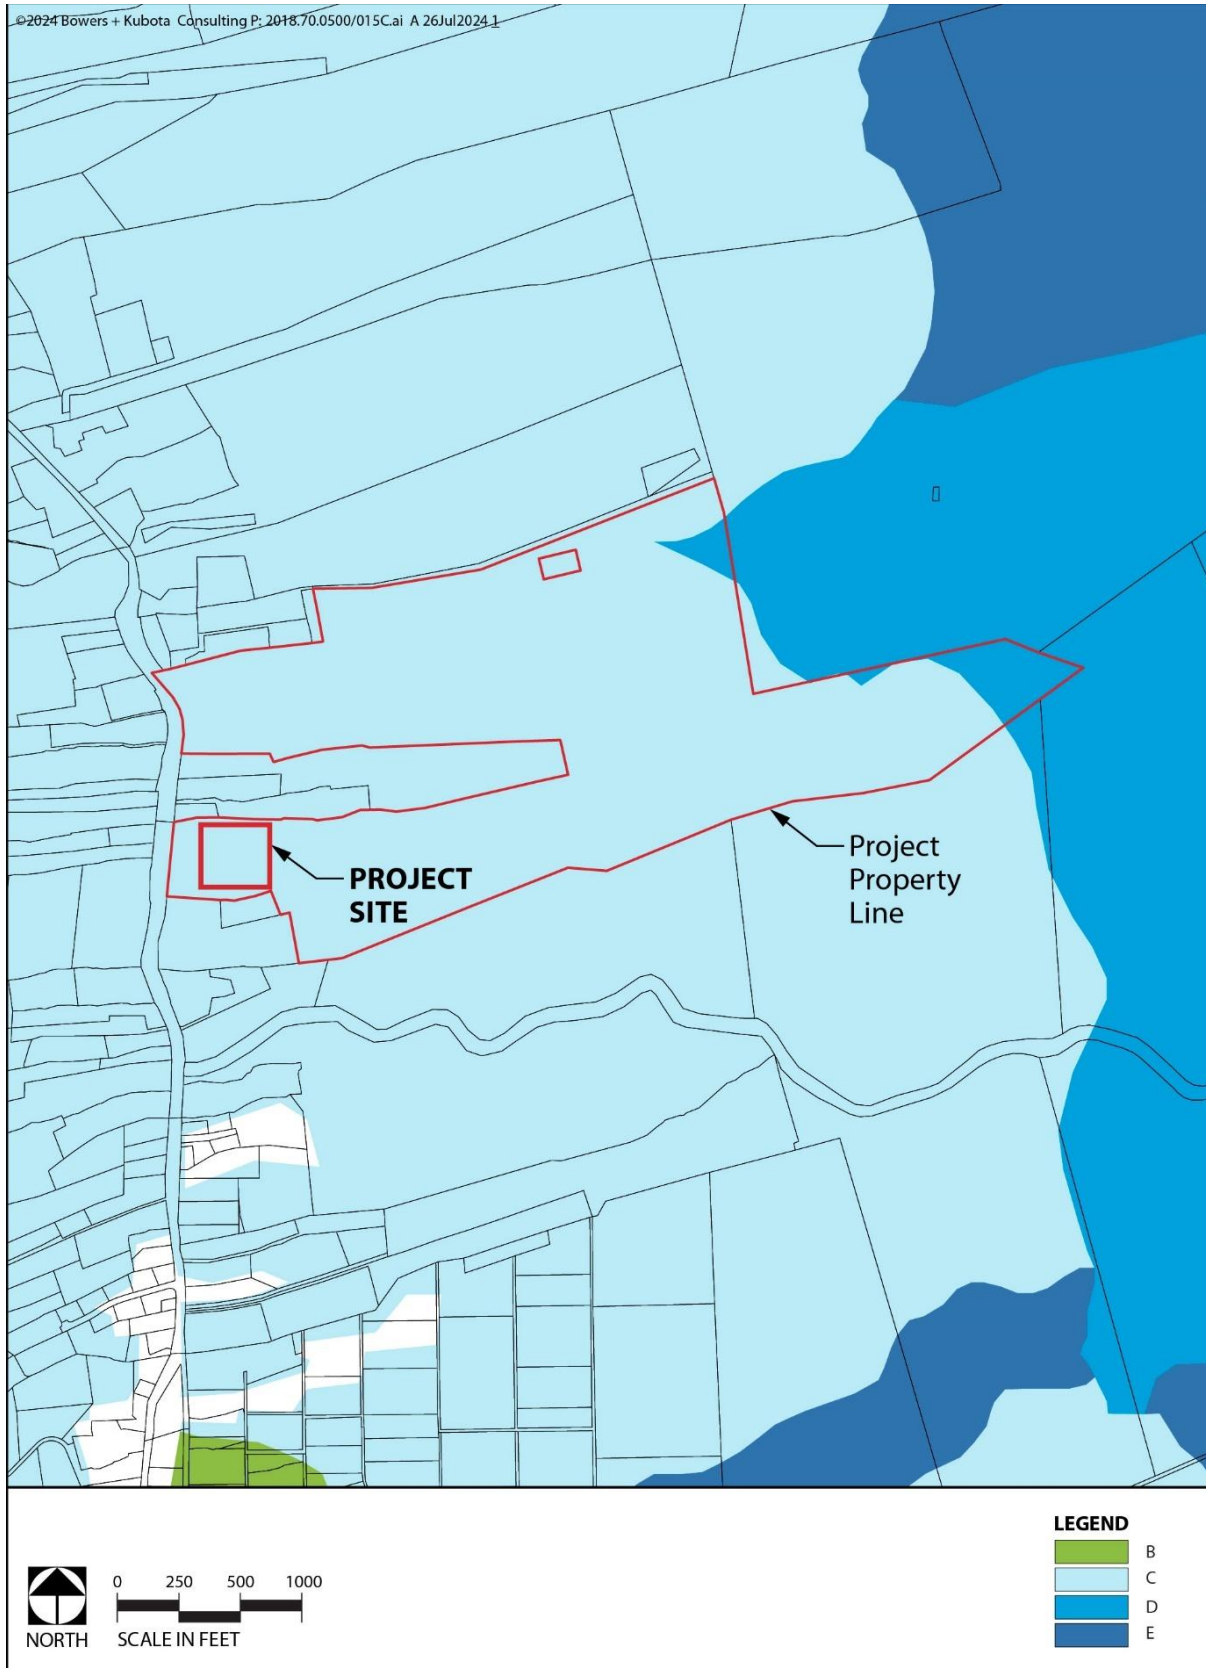 ©2024 Bowers + Kubota Consulting P: 2018.70.0500/015C.ai A 26Jul2024 1
PROJECT
SITE
Project
Property
Line
LEGEND
B
C
D
E
0 250 500 1000
NORTH
SCALE IN FEET